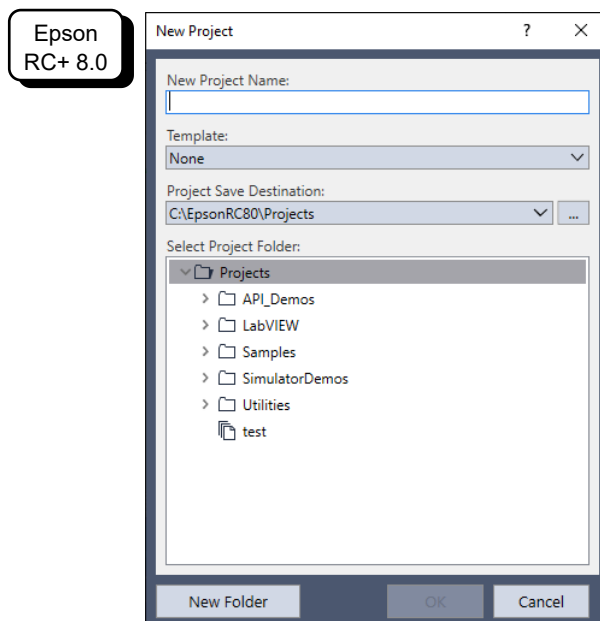 Epson
RC+ 8.0
New Project
?
New Project Name:
Template:
None
Project Save Destination:
C:\EpsonRC80\Projects
...
Select Project Folder:
Projects
API_Demos
LabVIEW
Samples
SimulatorDemos
Utilities
test
New Folder OK Cancel